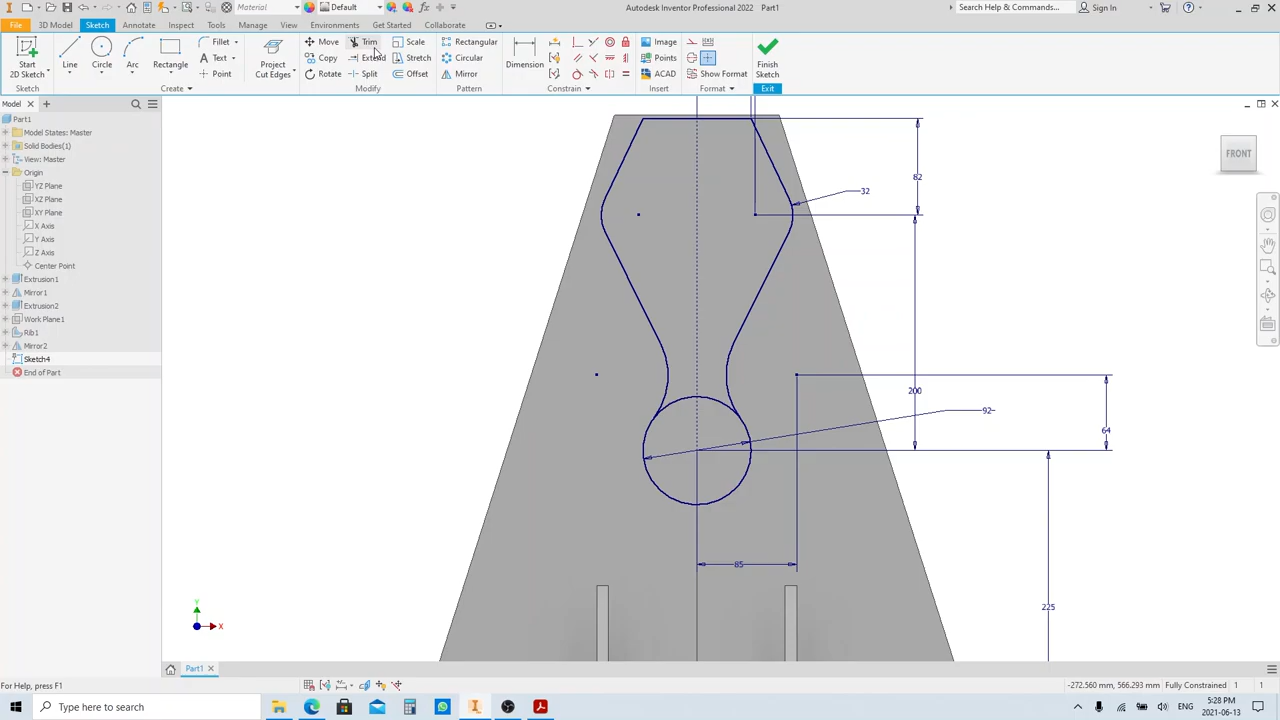 Material
Default
Autodesk Inventor Professional 2022 Part1
Search Help & Commands...
Sign In
File
3D Model
Sketch
Annotate
Inspect
Tools
Manage
View
Environments
Get Started
Collaborate
Start
2D Sketch
Line
Circle
Arc
Rectangle
Fillet
Text
Point
Project
Cut Edges
Move
Copy
Rotate
Trim
Extend
Split
Scale
Stretch
Offset
Rectangular
Circular
Mirror
Dimension
Image
Points
ACAD
Show Format
Finish
Sketch
Sketch
Create
Modify
Pattern
Constrain
Insert
Format
Exit
Model
Part1
Model States: Master
Solid Bodies(1)
View: Master
Origin
YZ Plane
XZ Plane
XY Plane
X Axis
Y Axis
Z Axis
Center Point
Extrusion1
Mirror1
Extrusion2
Work Plane1
Rib1
Mirror2
Sketch4
End of Part
FRONT
82
32
200
92
64
85
225
Y
X
Part1
For Help, press F1
-272.560 mm, 566.293 mm
Fully Constrained
1
1
Type here to search
ENG
5:28 PM
2021-06-13